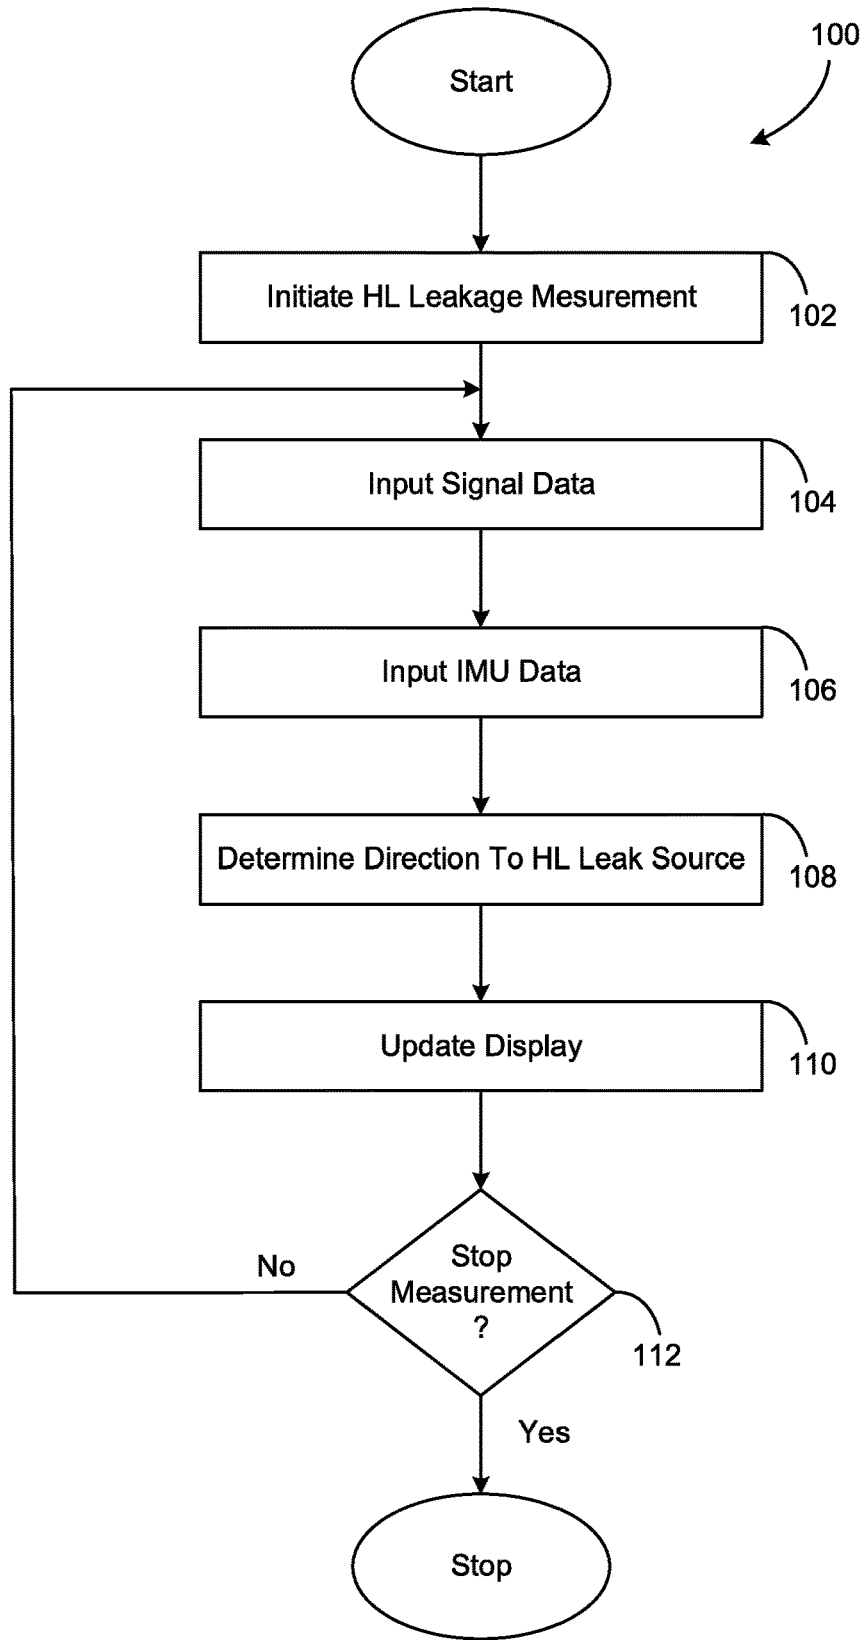 100
Start
Initiate HL Leakage Mesurement
102
Input Signal Data
104
Input IMU Data
106
Determine Direction To HL Leak Source
108
Update Display
110
Stop
Measurement
?
No
112
Yes
Stop